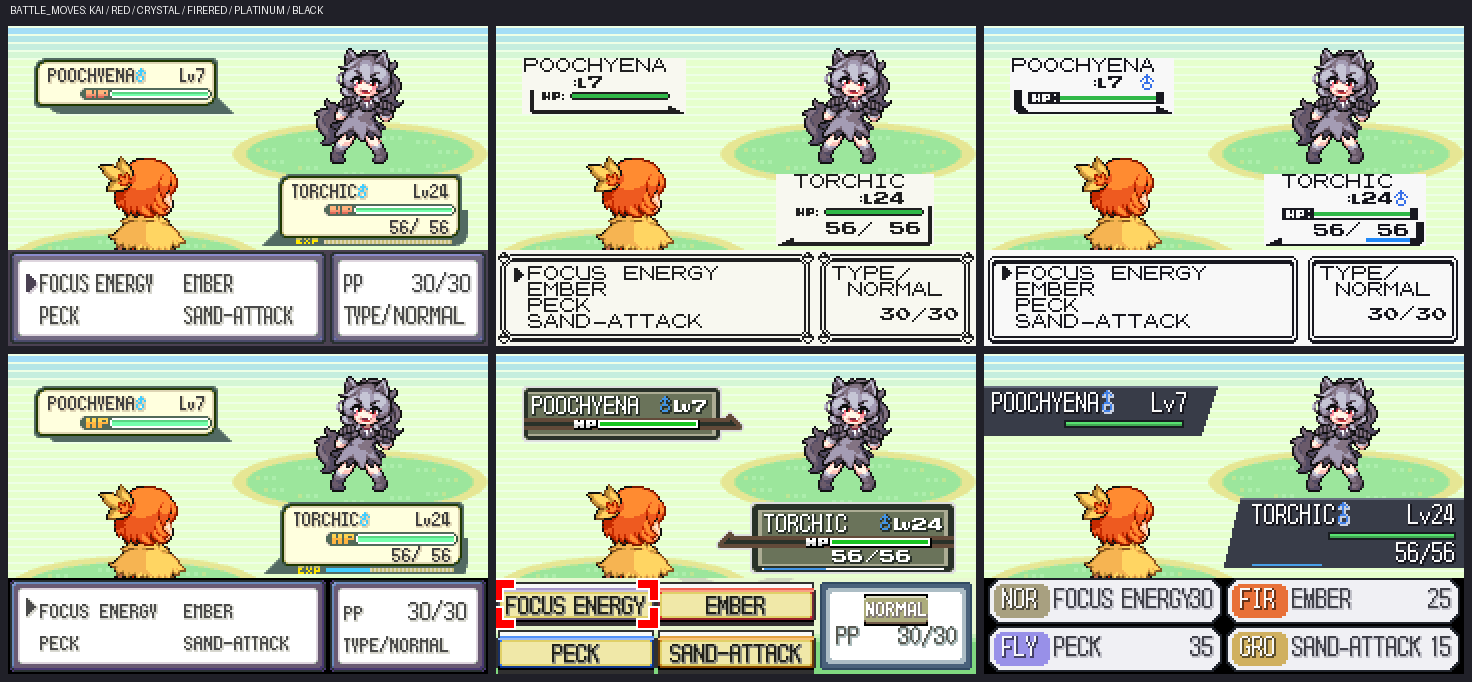 BATTLE_MOVES: KAI / RED / CRYSTAL / FIRERED / PLATINUM / BLACK
POOCHYENA♂ Lv7
HP
TORCHIC♂ Lv24
HP
56/ 56
EXP
FOCUS ENERGY EMBER
PECK SAND-ATTACK
PP 30/30
TYPE/NORMAL
POOCHYENA
:L7
HP:
TORCHIC
:L24
HP:
56/ 56
FOCUS ENERGY
EMBER
PECK
SAND-ATTACK
TYPE/
NORMAL
30/30
POOCHYENA
:L7♂
HP:
TORCHIC
:L24♂
HP:
56/ 56
FOCUS ENERGY
EMBER
PECK
SAND-ATTACK
TYPE/
NORMAL
30/30
POOCHYENA♂ Lv7
HP
TORCHIC♂ Lv24
HP
56/ 56
EXP
FOCUS ENERGY EMBER
PECK SAND-ATTACK
PP 30/30
TYPE/NORMAL
POOCHYENA ♂Lv7
HP
TORCHIC ♂Lv24
HP
56/56
FOCUS ENERGY EMBER
PECK SAND-ATTACK
NORMAL
PP 30/30
POOCHYENA♂ Lv7
TORCHIC♂ Lv24
56/56
NOR FOCUS ENERGY30 FIR EMBER 25
FLY PECK 35 GRO SAND-ATTACK 15